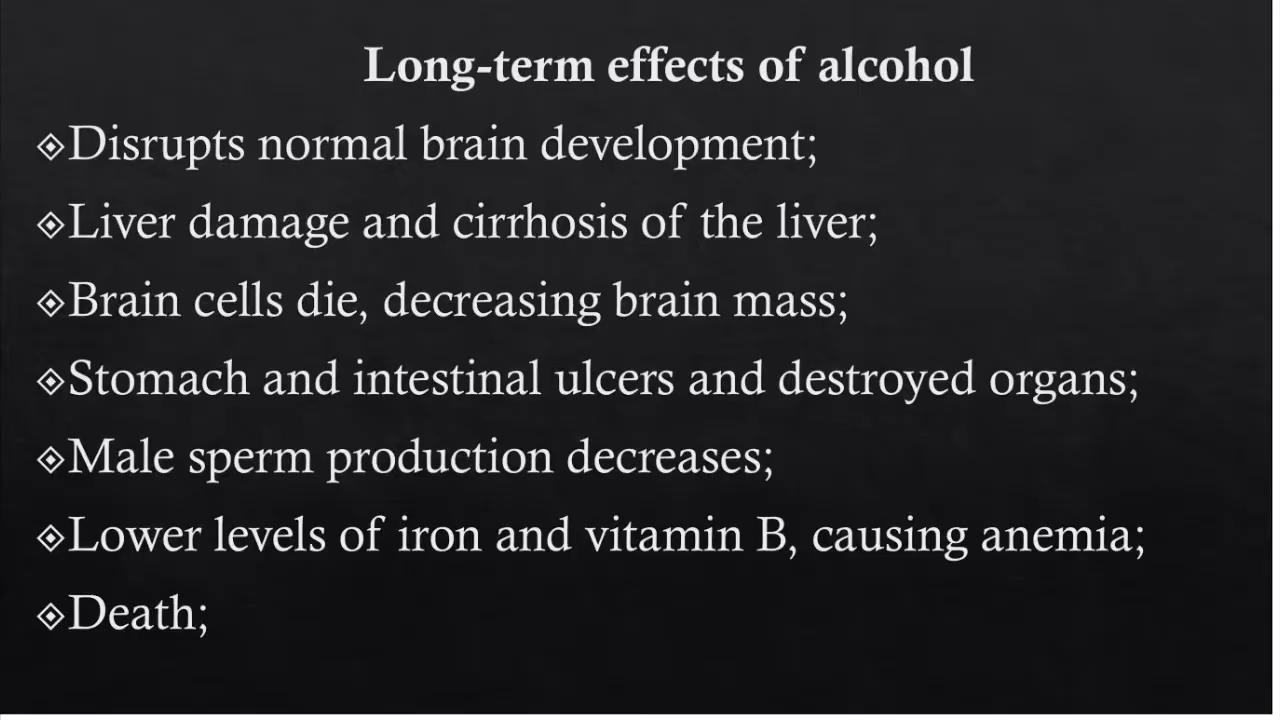 Long-term effects of alcohol
Disrupts normal brain development;
Liver damage and cirrhosis of the liver;
Brain cells die, decreasing brain mass;
Stomach and intestinal ulcers and destroyed organs;
Male sperm production decreases;
Lower levels of iron and vitamin B, causing anemia;
Death;